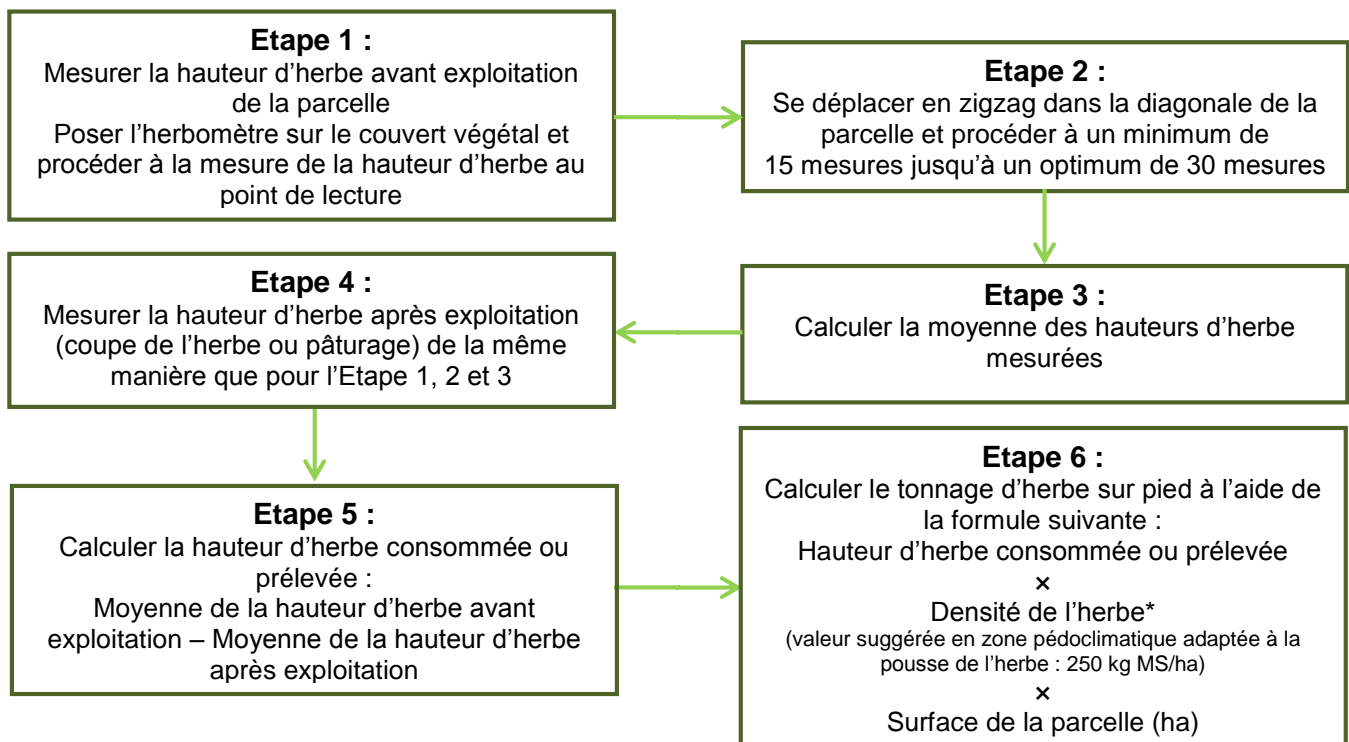 Etape 1 :
Mesurer la hauteur d’herbe avant exploitation
de la parcelle
Poser l’herbomètre sur le couvert végétal et
procéder à la mesure de la hauteur d’herbe au
point de lecture
Etape 2 :
Se déplacer en zigzag dans la diagonale de la
parcelle et procéder à un minimum de
15 mesures jusqu’à un optimum de 30 mesures
Etape 3 :
Calculer la moyenne des hauteurs d’herbe
mesurées
Etape 4 :
Mesurer la hauteur d’herbe après exploitation
(coupe de l’herbe ou pâturage) de la même
manière que pour l’Etape 1, 2 et 3
Etape 5 :
Calculer la hauteur d’herbe consommée ou
prélevée :
Moyenne de la hauteur d’herbe avant
exploitation – Moyenne de la hauteur d’herbe
après exploitation
Etape 6 :
Calculer le tonnage d’herbe sur pied à l’aide de
la formule suivante :
Hauteur d’herbe consommée ou prélevée
×
Densité de l’herbe*
(valeur suggérée en zone pédoclimatique adaptée à la
pousse de l’herbe : 250 kg MS/ha)
×
Surface de la parcelle (ha)